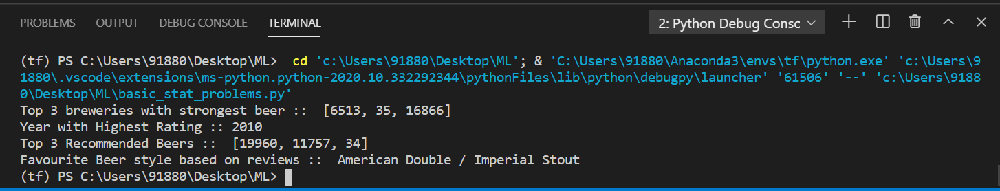 PROBLEMS OUTPUT DEBUG CONSOLE TERMINAL 2: Python Debug Consc
(tf) PS C:\Users\91880\Desktop\ML>  cd 'c:\Users\91880\Desktop\ML'; & 'C:\Users\91880\Anaconda3\envs\tf\python.exe' 'c:\Users\9
1880\.vscode\extensions\ms-python.python-2020.10.332292344\pythonFiles\lib\python\debugpy\launcher' '61506' '--' 'c:\Users\9188
0\Desktop\ML\basic_stat_problems.py'
Top 3 breweries with strongest beer ::  [6513, 35, 16866]
Year with Highest Rating :: 2010
Top 3 Recommended Beers ::  [19960, 11757, 34]
Favourite Beer style based on reviews ::  American Double / Imperial Stout
(tf) PS C:\Users\91880\Desktop\ML>